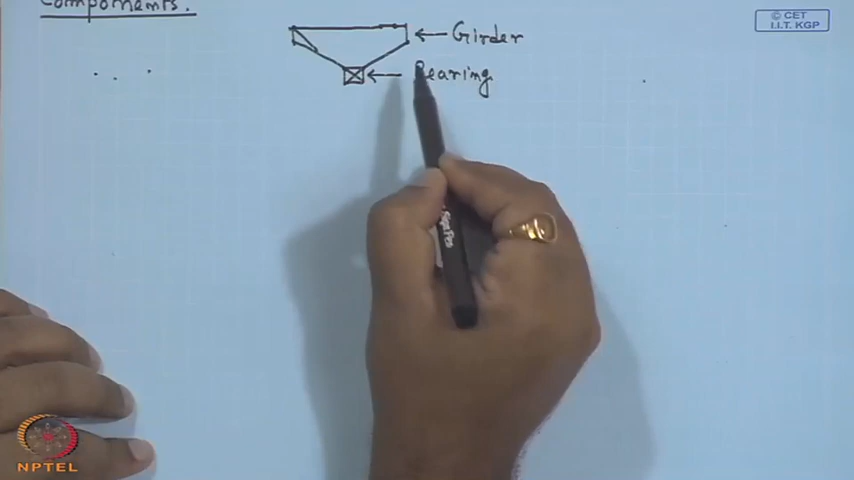 Components.
© CET
I.I.T. KGP
Girder
Bearing
NPTEL